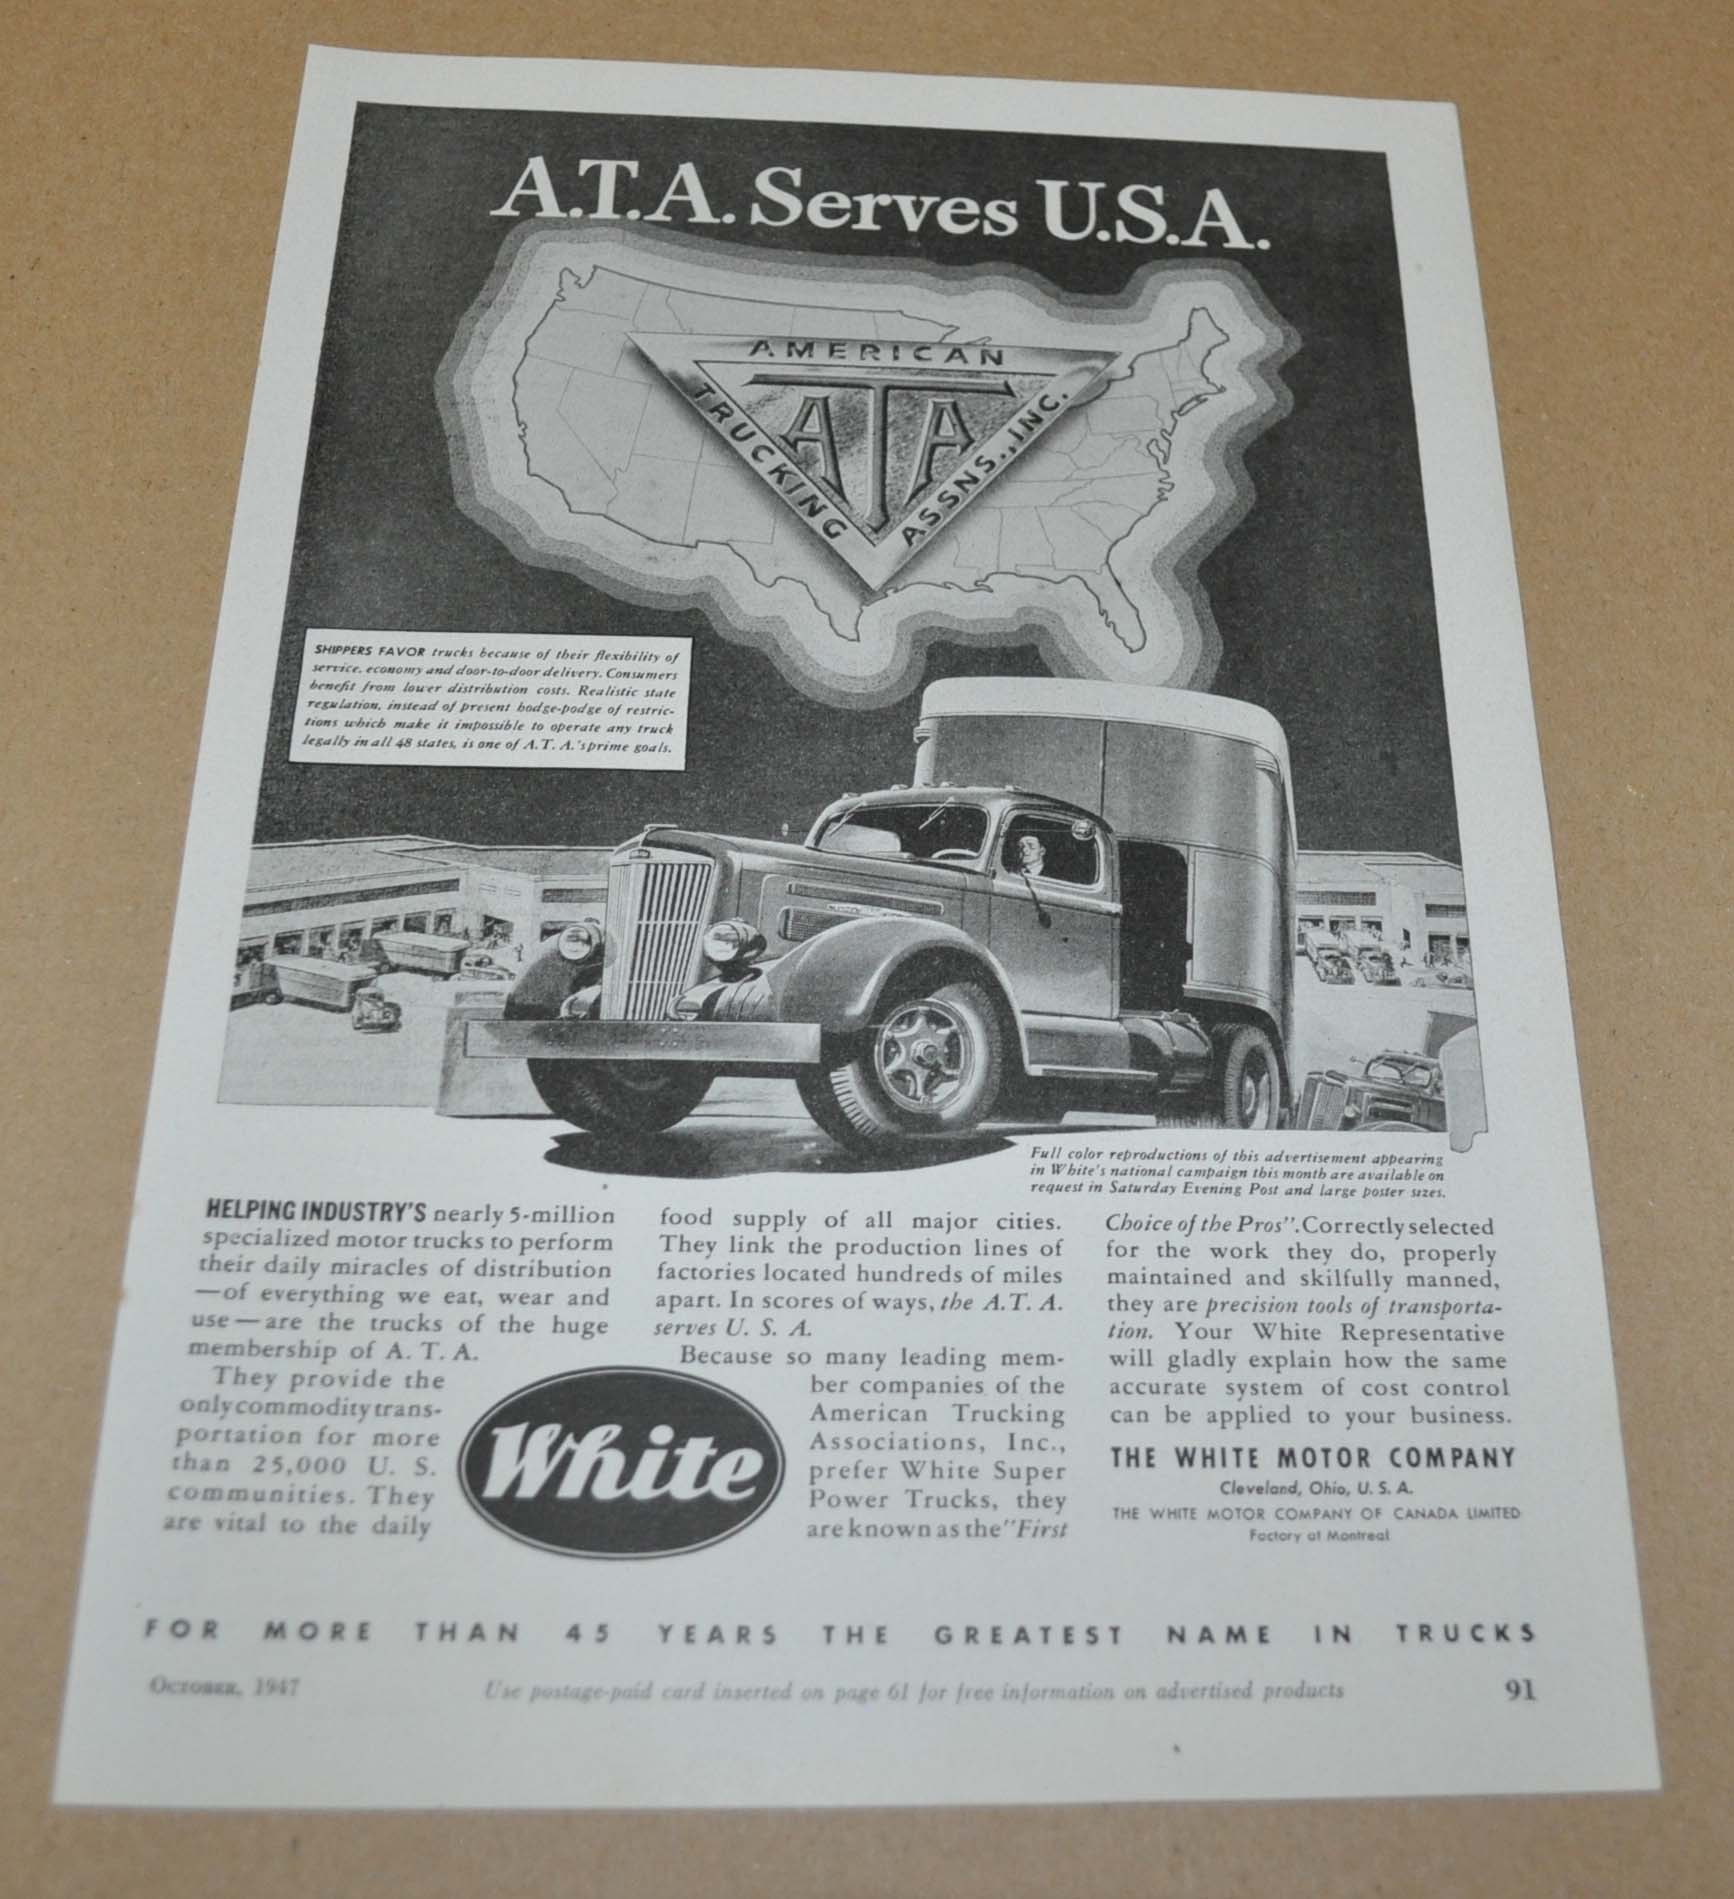 A.T.A. Serves U.S.A.
AMERICAN
TRUCKING
ASSNS., INC.
ATA
SHIPPERS FAVOR trucks because of their flexibility of
service, economy and door-to-door delivery. Consumers
benefit from lower distribution costs. Realistic state
regulation, instead of present hodge-podge of restric-
tions which make it impossible to operate any truck
legally in all 48 states, is one of A.T. A.'s prime goals.
Full color reproductions of this advertisement appearing
in White's national campaign this month are available on
request in Saturday Evening Post and large poster sizes.
HELPING INDUSTRY'S nearly 5-million
specialized motor trucks to perform
their daily miracles of distribution
—of everything we eat, wear and
use—are the trucks of the huge
membership of A. T. A.
They provide the
only commodity trans-
portation for more
than 25,000 U. S.
communities. They
are vital to the daily
food supply of all major cities.
They link the production lines of
factories located hundreds of miles
apart. In scores of ways, the A.T. A.
serves U. S. A.
Because so many leading mem-
ber companies of the
American Trucking
Associations, Inc.,
prefer White Super
Power Trucks, they
are known as the "First
Choice of the Pros". Correctly selected
for the work they do, properly
maintained and skilfully manned,
they are precision tools of transporta-
tion. Your White Representative
will gladly explain how the same
accurate system of cost control
can be applied to your business.
White
THE WHITE MOTOR COMPANY
Cleveland, Ohio, U. S. A.
THE WHITE MOTOR COMPANY OF CANADA LIMITED
Factory at Montreal
FOR MORE THAN 45 YEARS THE GREATEST NAME IN TRUCKS
October, 1947
Use postage-paid card inserted on page 61 for free information on advertised products
91